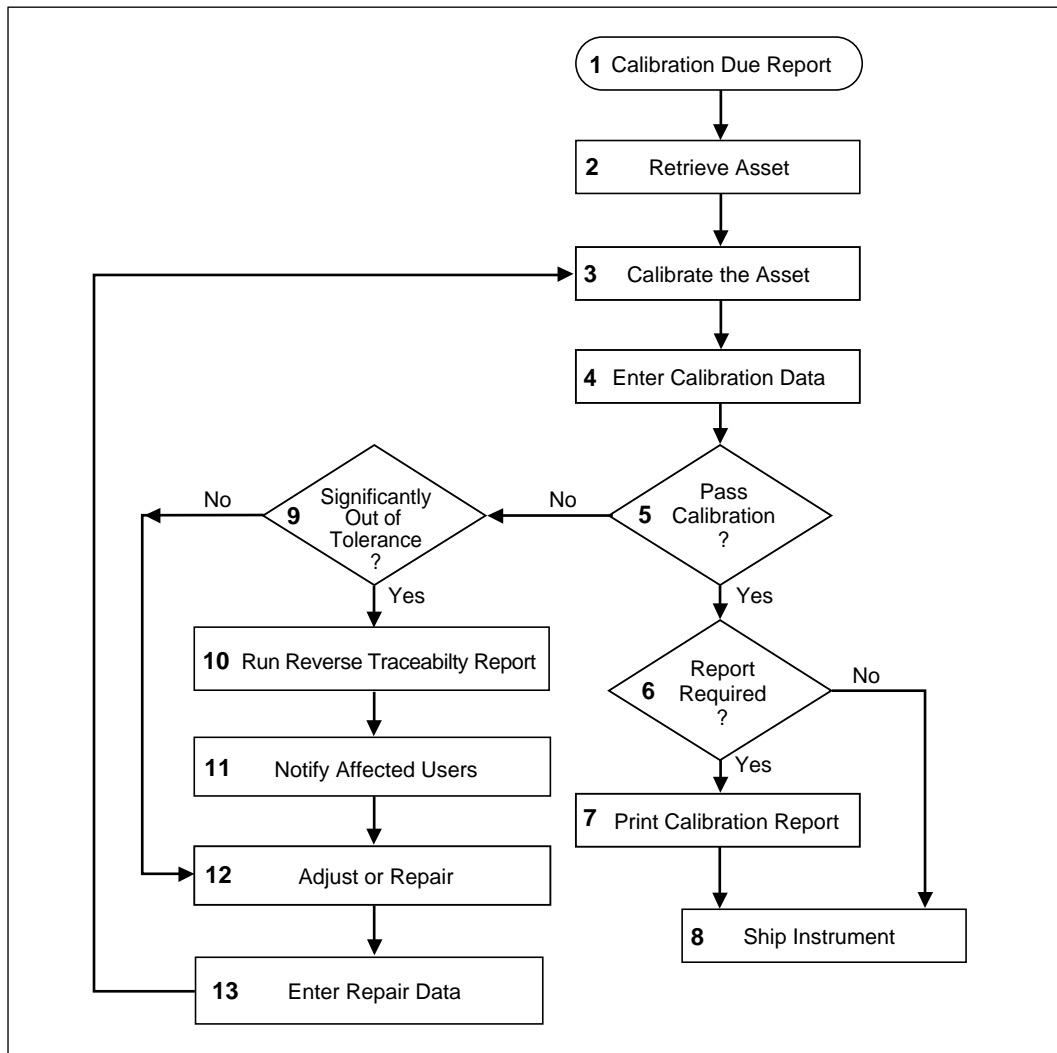 1 Calibration Due Report
2 Retrieve Asset
3 Calibrate the Asset
4 Enter Calibration Data
5 Pass
Calibration
?
No
Yes
6 Report
Required
?
No
Yes
7 Print Calibration Report
8 Ship Instrument
9 Significantly
Out of
Tolerance
?
No
Yes
10 Run Reverse Traceabilty Report
11 Notify Affected Users
12 Adjust or Repair
13 Enter Repair Data